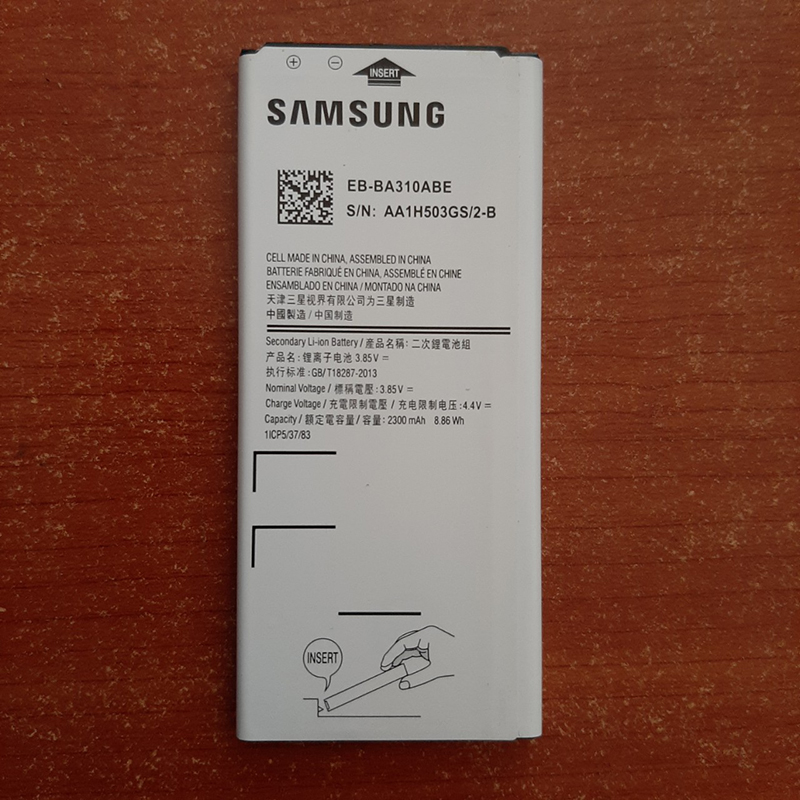 + −
INSERT
SAMSUNG
EB-BA310ABE
S/N: AA1H503GS/2-B
CELL MADE IN CHINA, ASSEMBLED IN CHINA
BATTERIE FABRIQUÉ EN CHINA, ASSEMBLÉ EN CHINE
ENSAMBLADO EN CHINA / MONTADO NA CHINA
天津三星视界有限公司为三星制造
中國製造 / 中国制造
Secondary Li-ion Battery / 產品名稱: 二次鋰電池組
产品名: 锂离子电池 3.85V ⎓
执行标准: GB/T18287-2013
Nominal Voltage / 標稱電壓: 3.85V ⎓
Charge Voltage / 充電限制電壓 / 充电限制电压: 4.4V ⎓
Capacity / 額定電容量 / 容量: 2300 mAh 8.86 Wh
1ICP5/37/83
INSERT